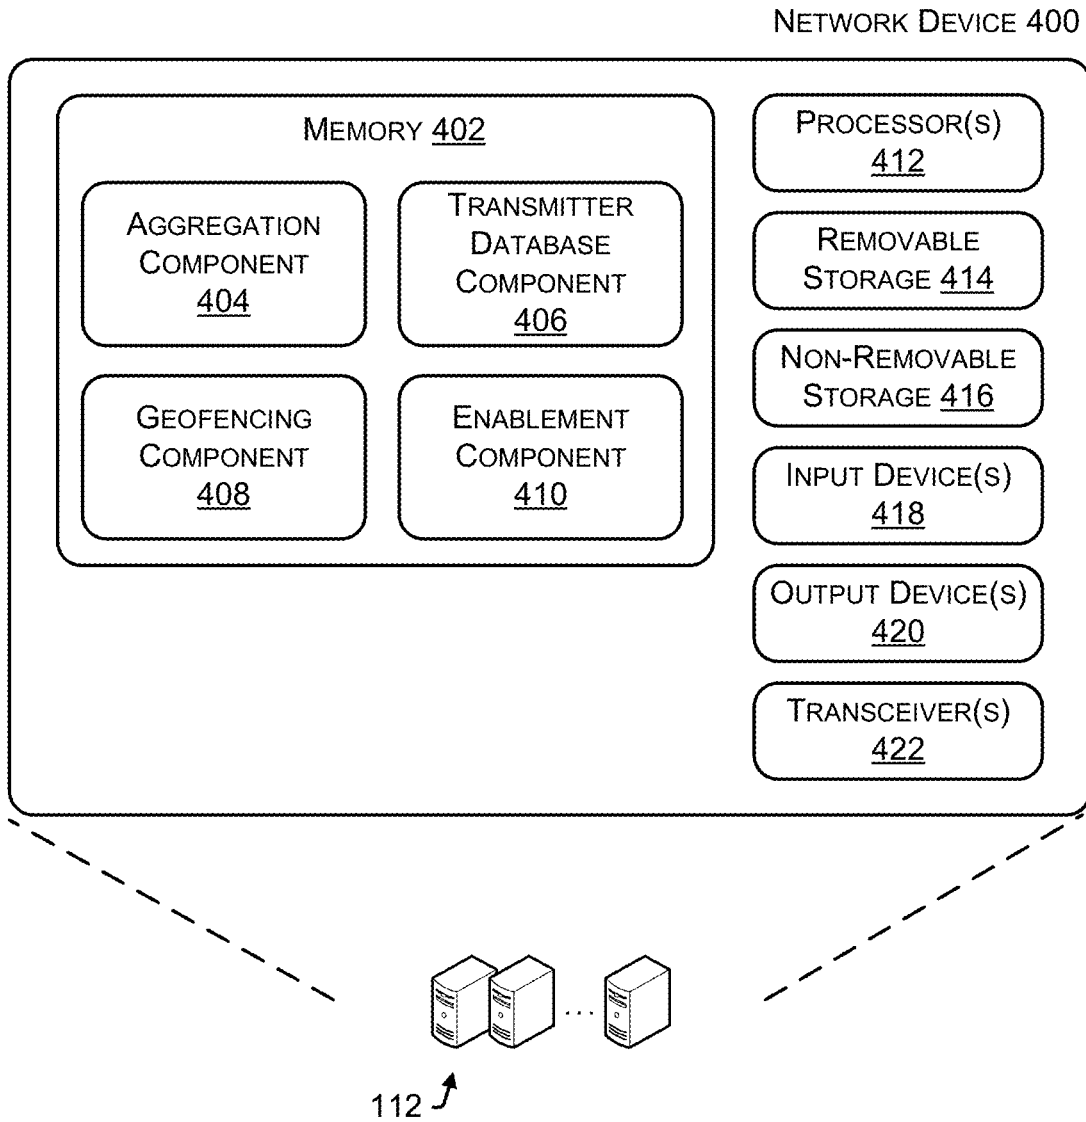 NETWORK DEVICE 400
MEMORY 402
AGGREGATION
COMPONENT
404
TRANSMITTER
DATABASE
COMPONENT
406
GEOFENCING
COMPONENT
408
ENABLEMENT
COMPONENT
410
PROCESSOR(S)
412
REMOVABLE
STORAGE 414
NON-REMOVABLE
STORAGE 416
INPUT DEVICE(S)
418
OUTPUT DEVICE(S)
420
TRANSCEIVER(S)
422
...
112